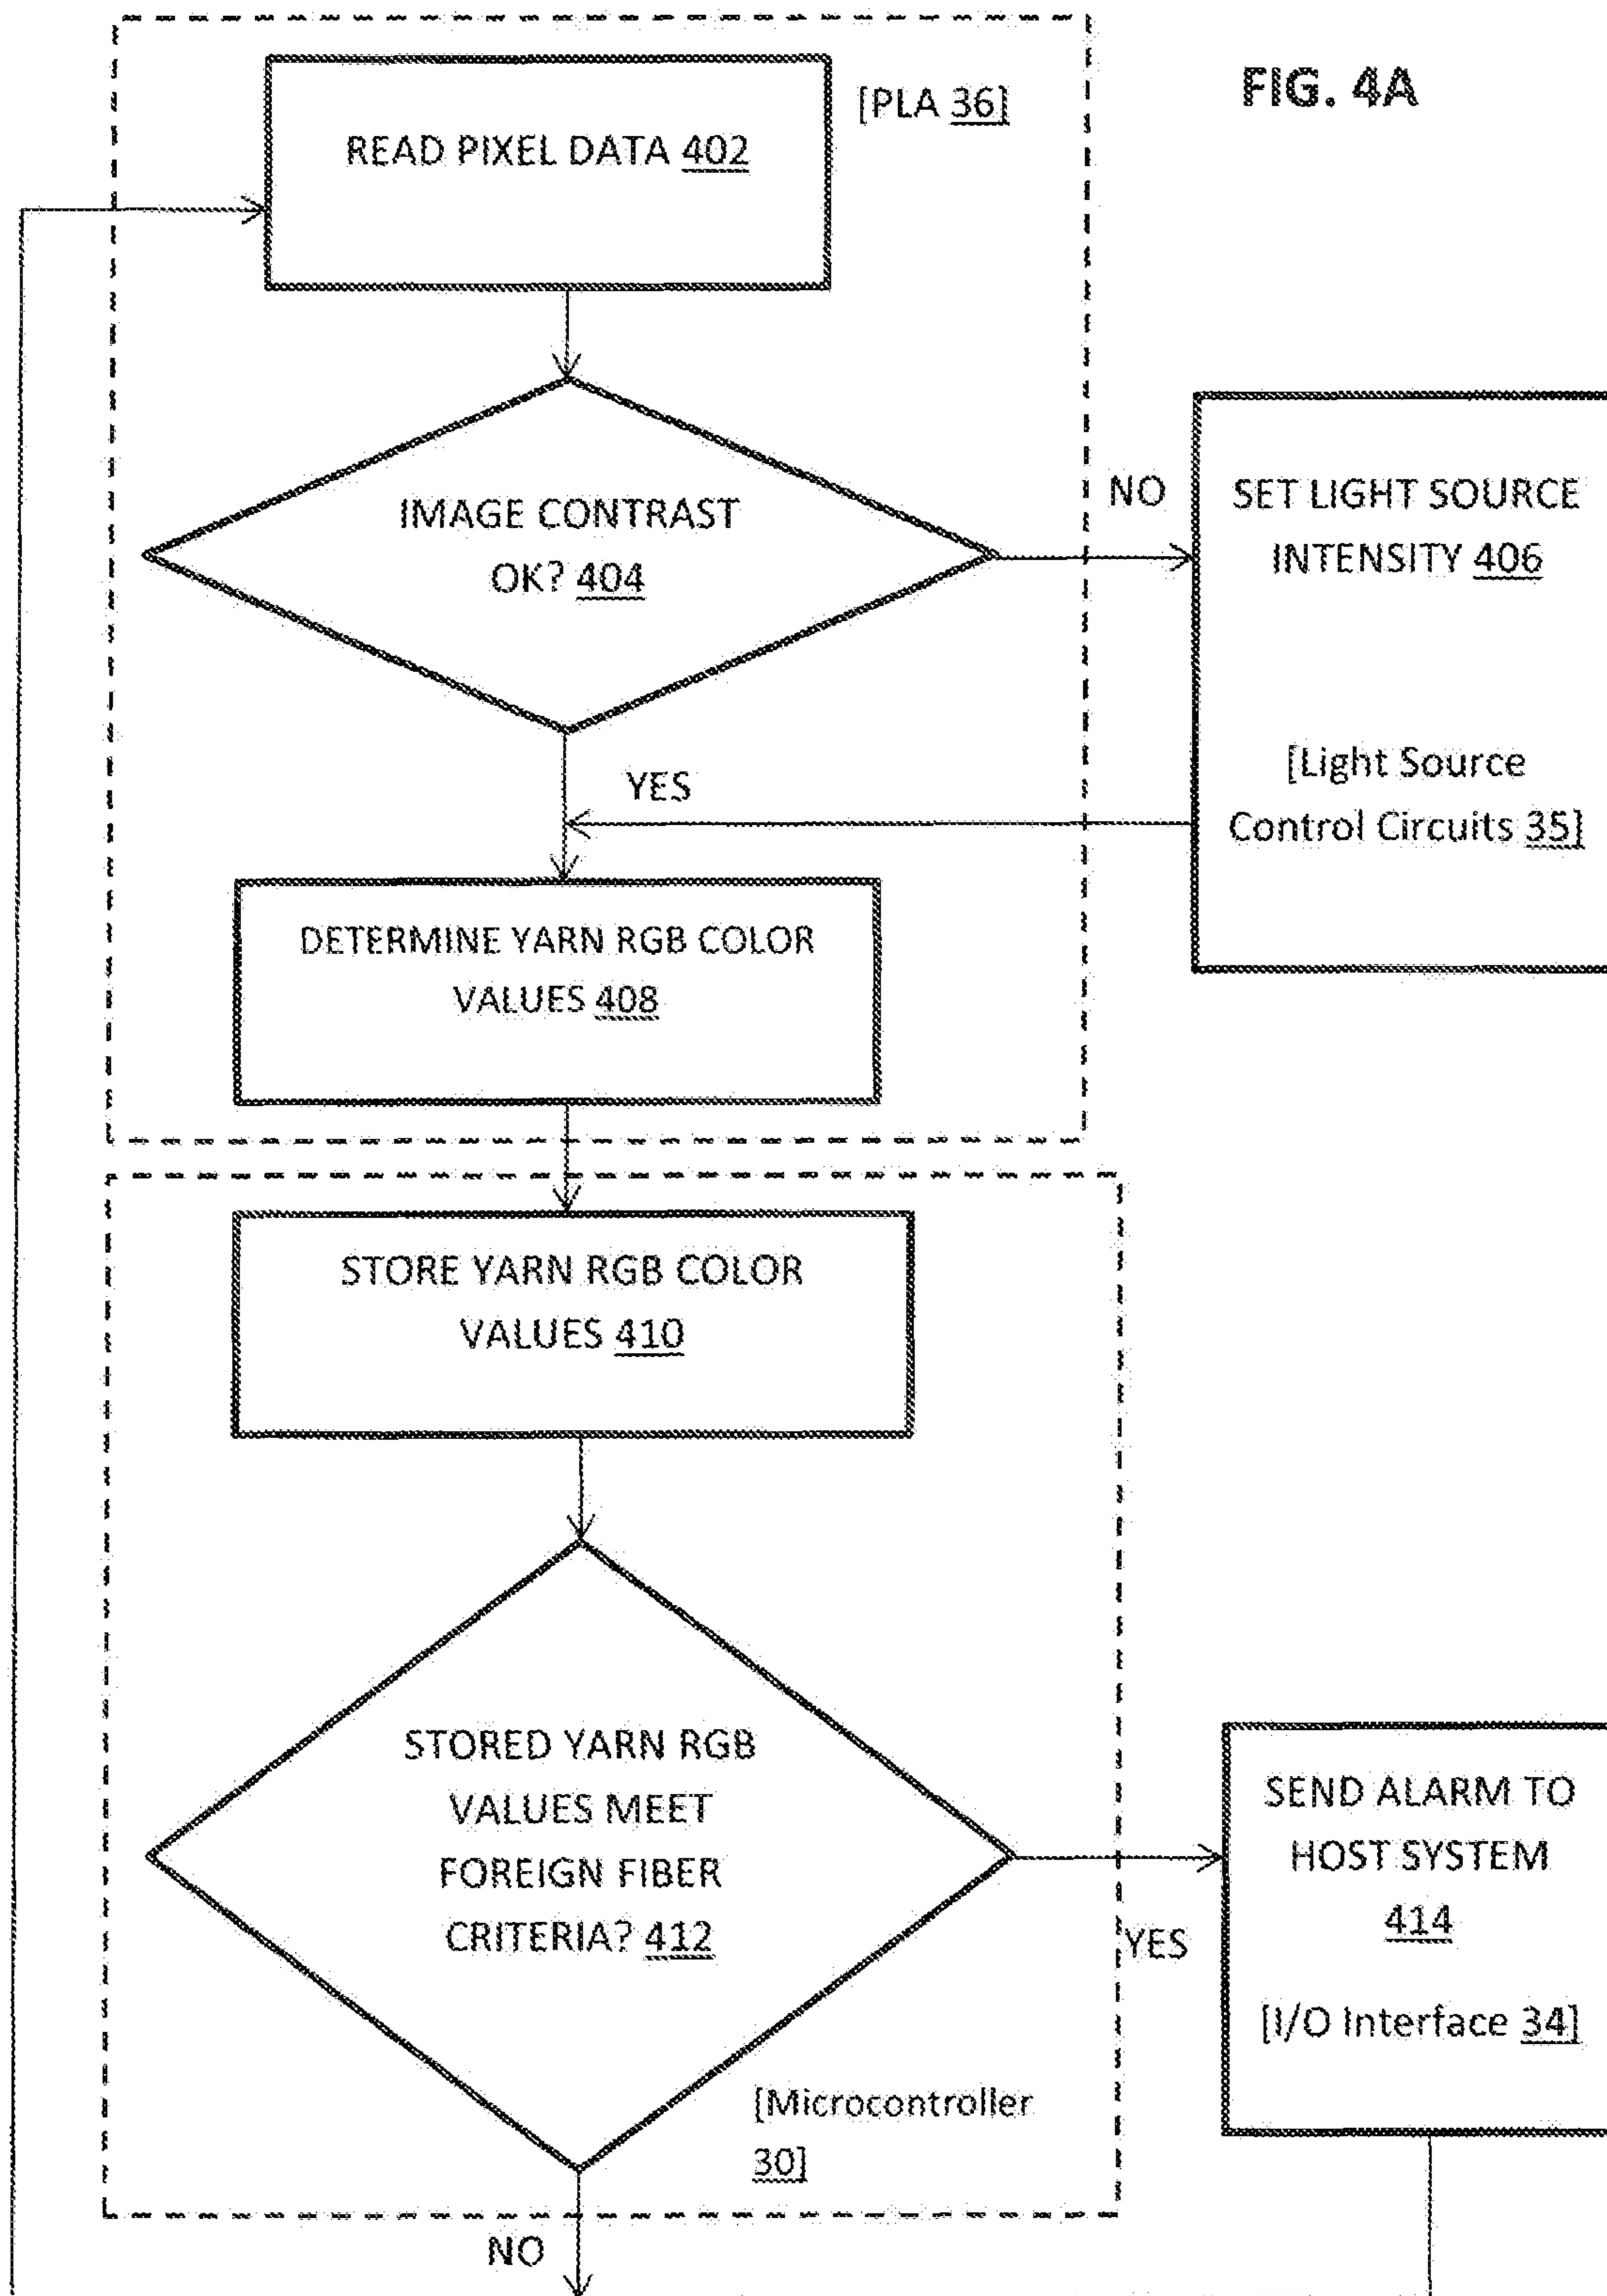 FIG. 4A
[PLA 36]
READ PIXEL DATA 402
IMAGE CONTRAST
OK? 404
NO
SET LIGHT SOURCE
INTENSITY 406
[Light Source
Control Circuits 35]
YES
DETERMINE YARN RGB COLOR
VALUES 408
STORE YARN RGB COLOR
VALUES 410
STORED YARN RGB
VALUES MEET
FOREIGN FIBER
CRITERIA? 412
YES
SEND ALARM TO
HOST SYSTEM
414
[I/O Interface 34]
[Microcontroller
30]
NO